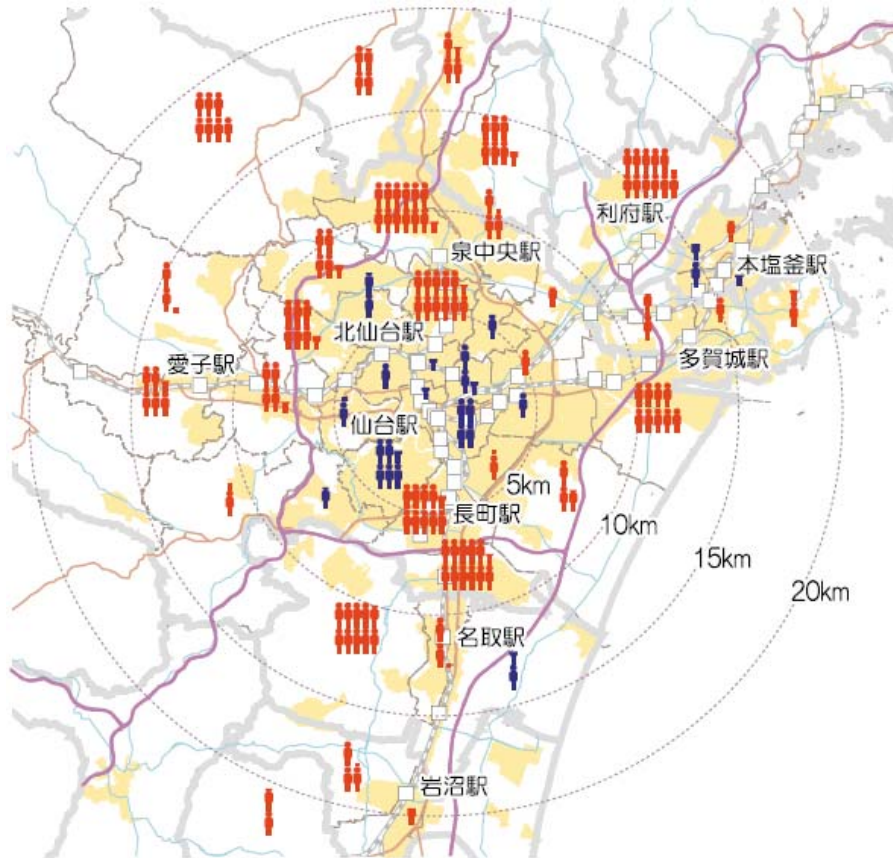 利府駅
泉中央駅
本塩釜駅
北仙台駅
愛子駅
多賀城駅
仙台駅
5km
長町駅
10km
15km
20km
名取駅
岩沼駅